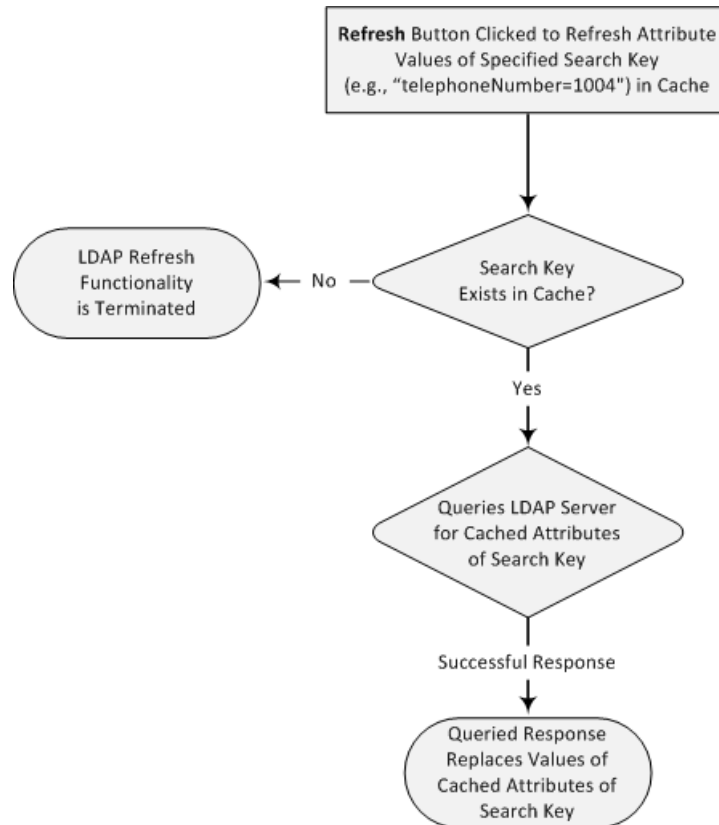 Refresh Button Clicked to Refresh Attribute
Values of Specified Search Key
(e.g., “telephoneNumber=1004") in Cache
Search Key
Exists in Cache?
No
LDAP Refresh
Functionality
is Terminated
Yes
Queries LDAP Server
for Cached Attributes
of Search Key
Successful Response
Queried Response
Replaces Values of
Cached Attributes of
Search Key